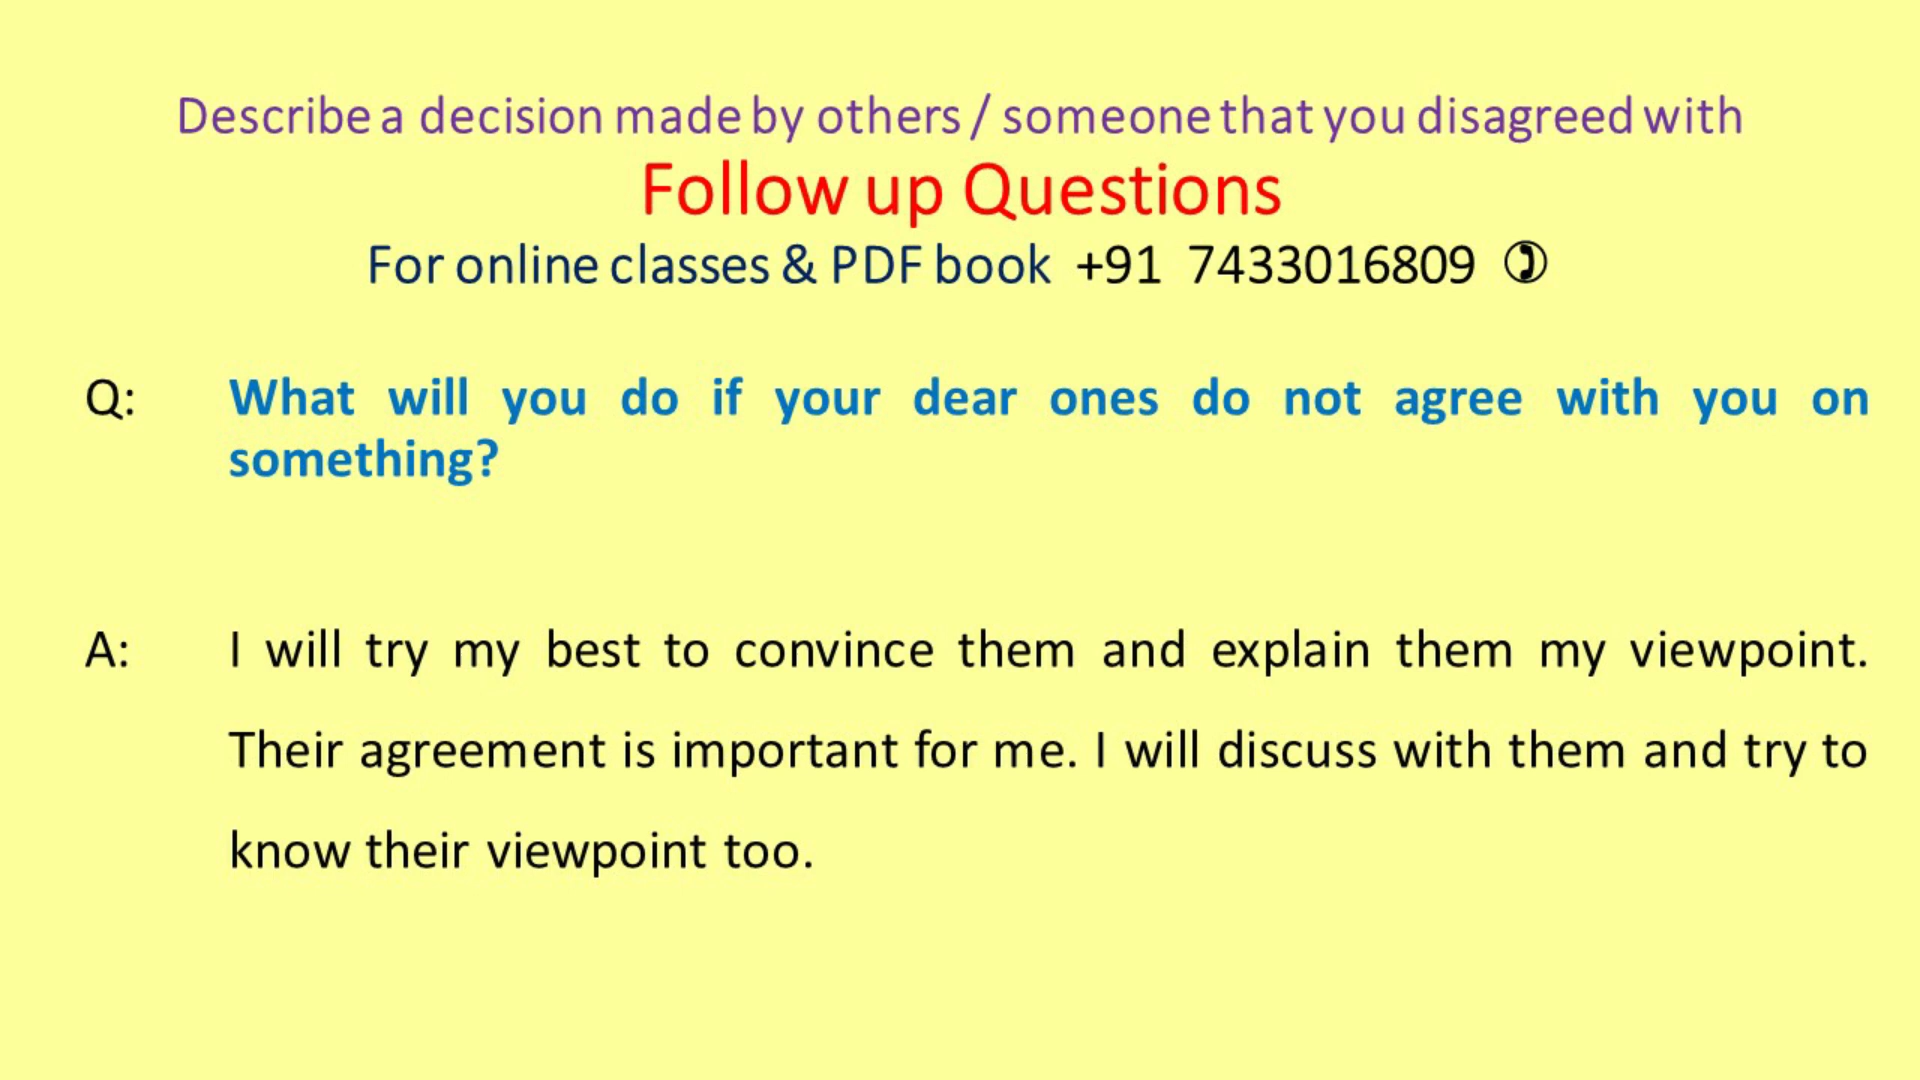 Describe a decision made by others / someone that you disagreed with
Follow up Questions
For online classes & PDF book +91 7433016809 ✆
Q: What will you do if your dear ones do not agree with you on
something?
A: I will try my best to convince them and explain them my viewpoint.
Their agreement is important for me. I will discuss with them and try to
know their viewpoint too.